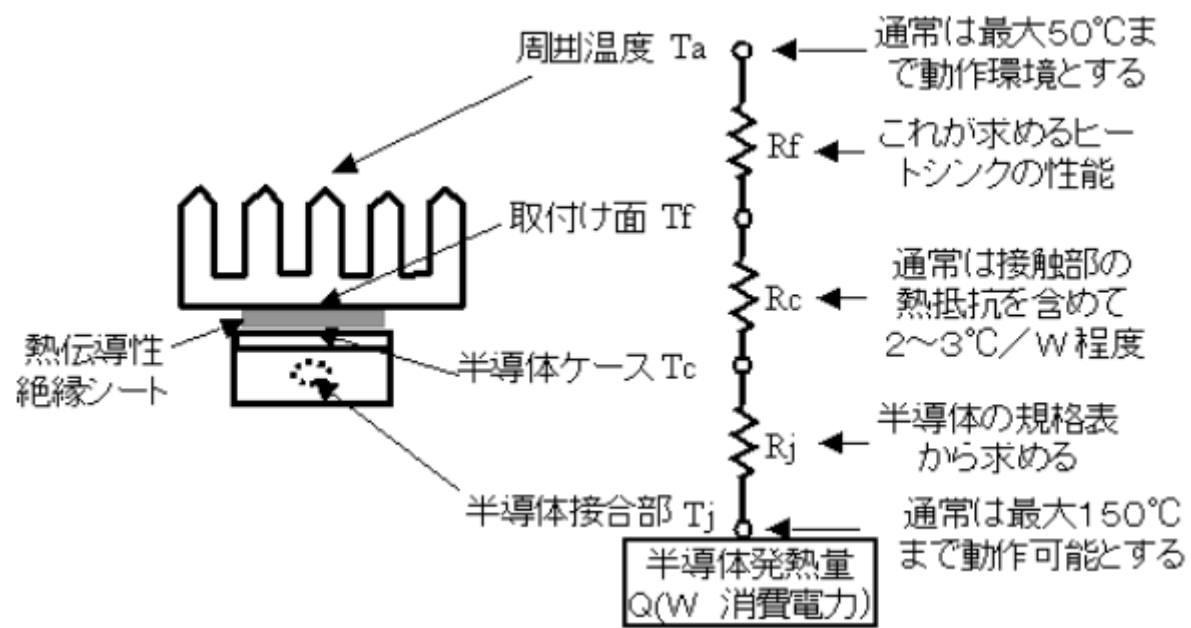 周囲温度 Ta
通常は最大50℃ま
で動作環境とする
Rf
これが求めるヒー
トシンクの性能
取付け面 Tf
Rc
通常は接触部の
熱抵抗を含めて
2～3℃／W程度
熱伝導性
絶縁シート
半導体ケース Tc
Rj
半導体の規格表
から求める
半導体接合部 Tj
通常は最大150℃
まで動作可能とする
半導体発熱量
Q(W 消費電力)